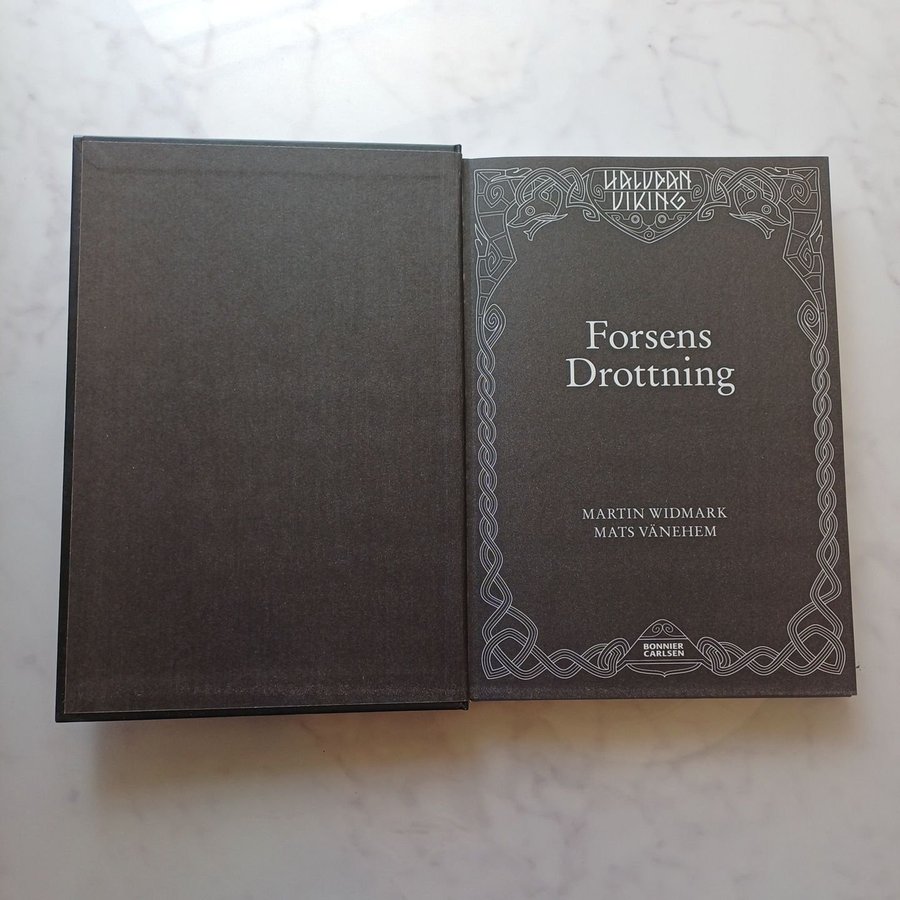 HALVDAN
VIKING
Forsens
Drottning
MARTIN WIDMARK
MATS VÄNEHEM
BONNIER
CARLSEN